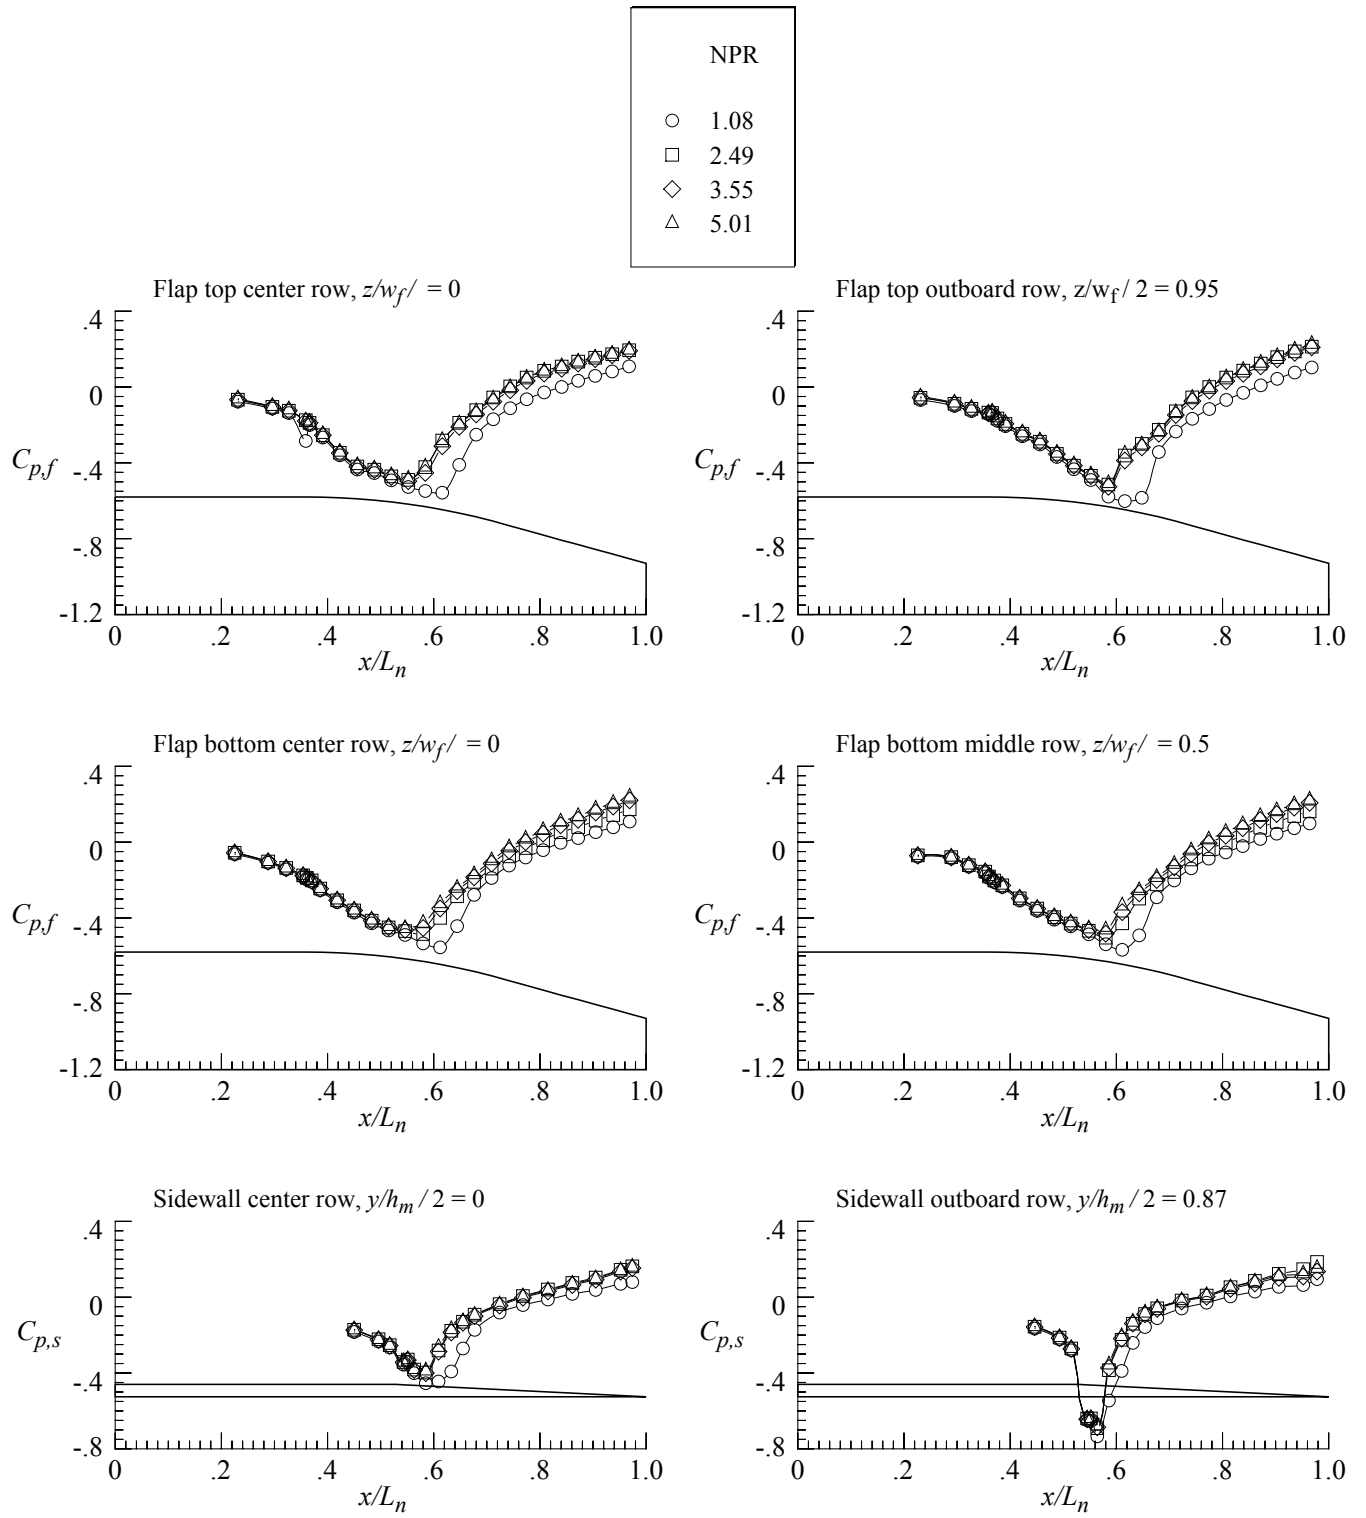 NPR
1.08
2.49
3.55
5.01
Flap top center row, z/w_f/ = 0
.4
0
-.4
-.8
-1.2
C_p,f
0 .2 .4 .6 .8 1.0
x/L_n
Flap top outboard row, z/w_f/ 2 = 0.95
.4
0
-.4
-.8
-1.2
C_p,f
0 .2 .4 .6 .8 1.0
x/L_n
Flap bottom center row, z/w_f/ = 0
.4
0
-.4
-.8
-1.2
C_p,f
0 .2 .4 .6 .8 1.0
x/L_n
Flap bottom middle row, z/w_f/ = 0.5
.4
0
-.4
-.8
-1.2
C_p,f
0 .2 .4 .6 .8 1.0
x/L_n
Sidewall center row, y/h_m/ 2 = 0
.4
0
-.4
-.8
C_p,s
0 .2 .4 .6 .8 1.0
x/L_n
Sidewall outboard row, y/h_m/ 2 = 0.87
.4
0
-.4
-.8
C_p,s
0 .2 .4 .6 .8 1.0
x/L_n